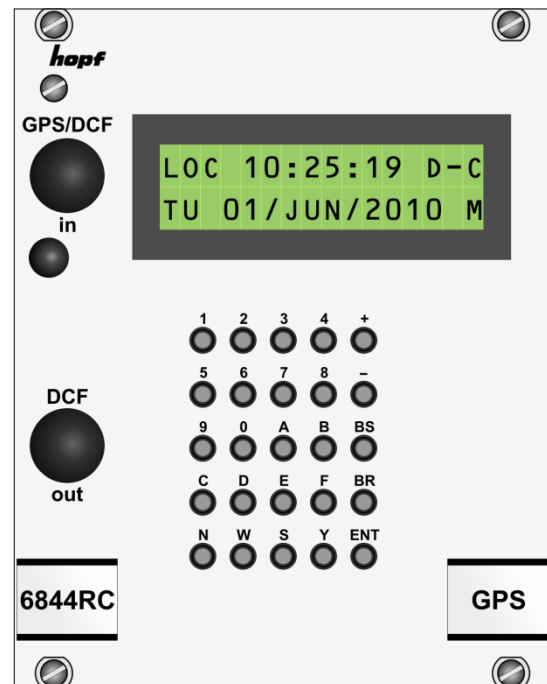 hopf
GPS/DCF
in
LOC 10:25:19 D-C
TU 01/JUN/2010 M
1 2 3 4 +
5 6 7 8 –
9 0 A B BS
DCF
out
C D E F BR
N W S Y ENT
6844RC
GPS